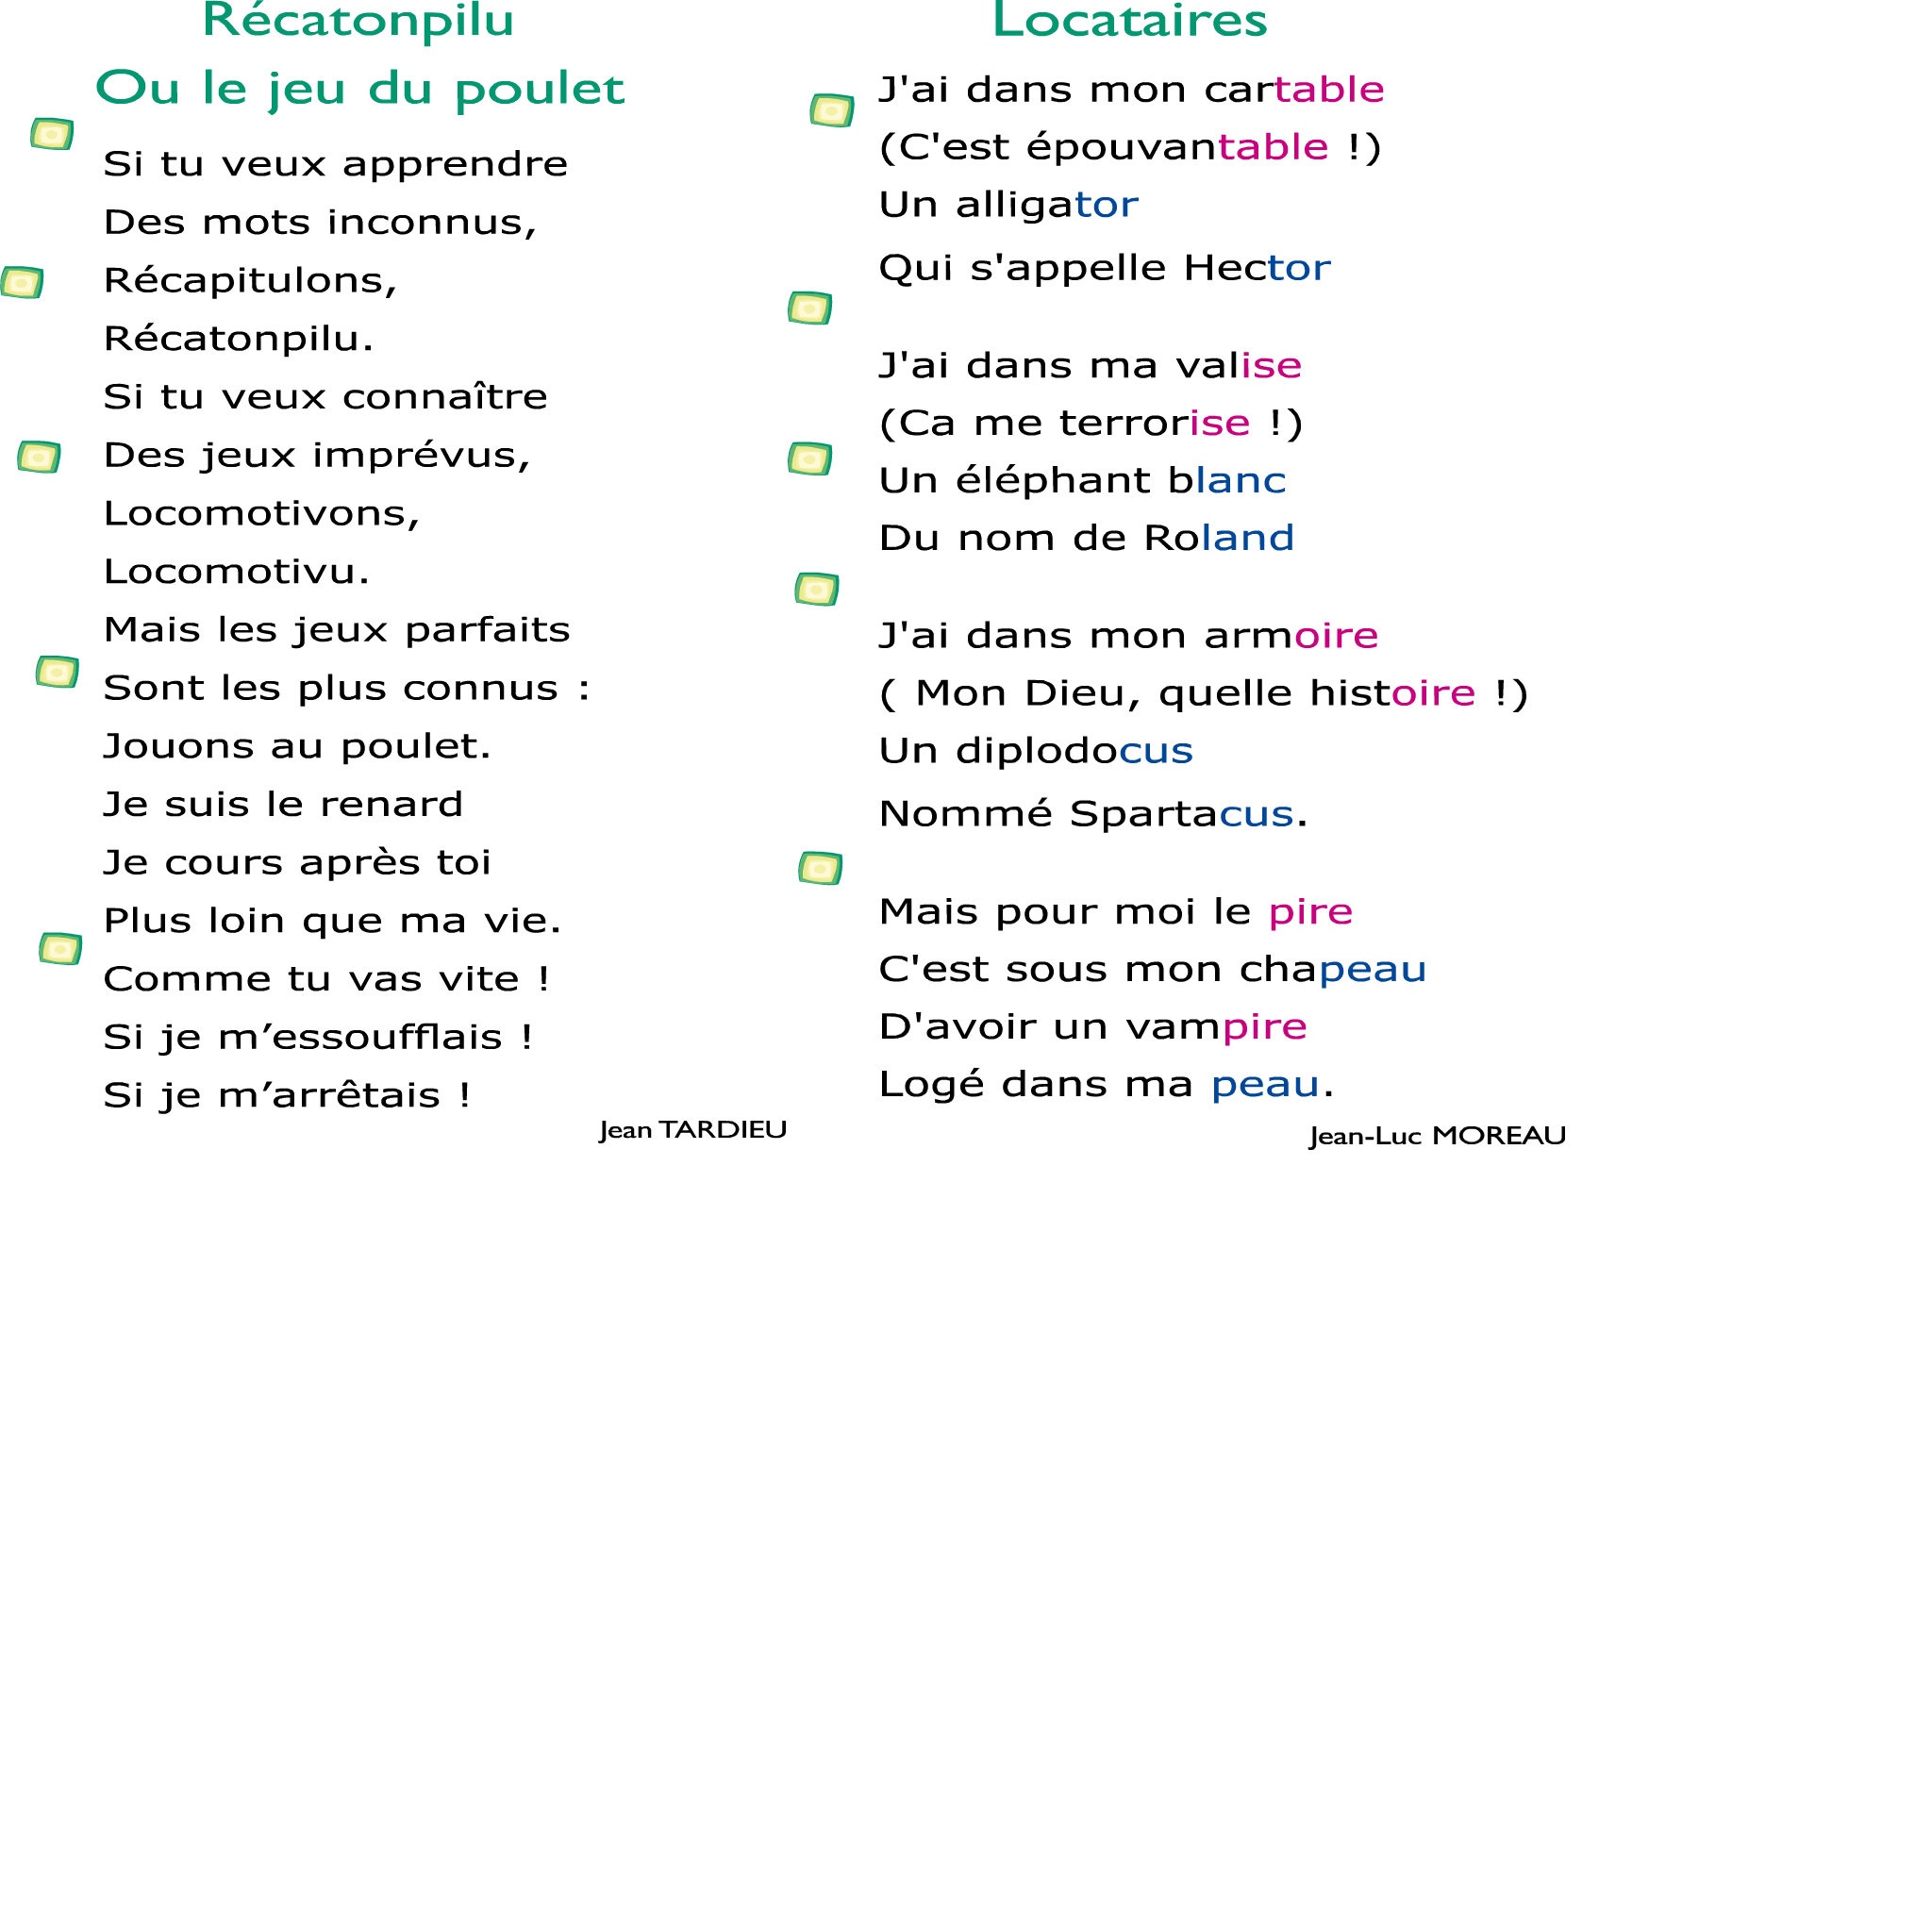 Récatonpilu
Ou le jeu du poulet
Si tu veux apprendre
Des mots inconnus,
Récapitulons,
Récatonpilu.
Si tu veux connaître
Des jeux imprévus,
Locomotivons,
Locomotivu.
Mais les jeux parfaits
Sont les plus connus :
Jouons au poulet.
Je suis le renard
Je cours après toi
Plus loin que ma vie.
Comme tu vas vite !
Si je m’essoufflais !
Si je m’arrêtais !
Jean TARDIEU
Locataires
J'ai dans mon cartable
(C'est épouvantable !)
Un alligator
Qui s'appelle Hector
J'ai dans ma valise
(Ca me terrorise !)
Un éléphant blanc
Du nom de Roland
J'ai dans mon armoire
( Mon Dieu, quelle histoire !)
Un diplodocus
Nommé Spartacus.
Mais pour moi le pire
C'est sous mon chapeau
D'avoir un vampire
Logé dans ma peau.
Jean-Luc MOREAU